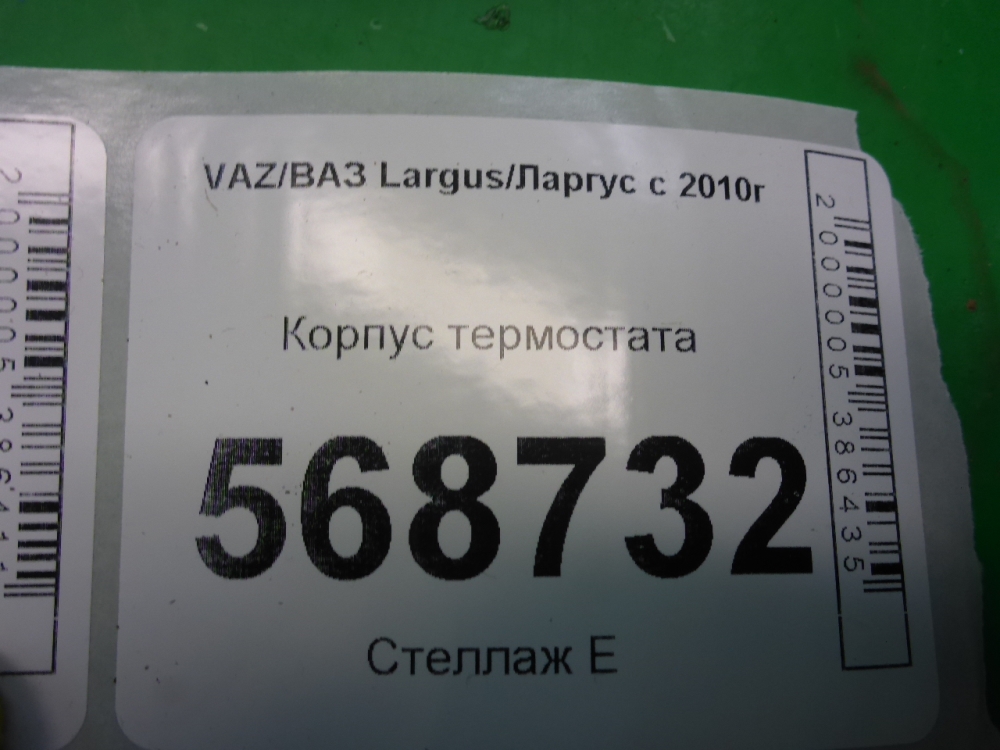 VAZ/ВАЗ Largus/Ларгус с 2010г
Корпус термостата
568732
Стеллаж Е
2000005386435